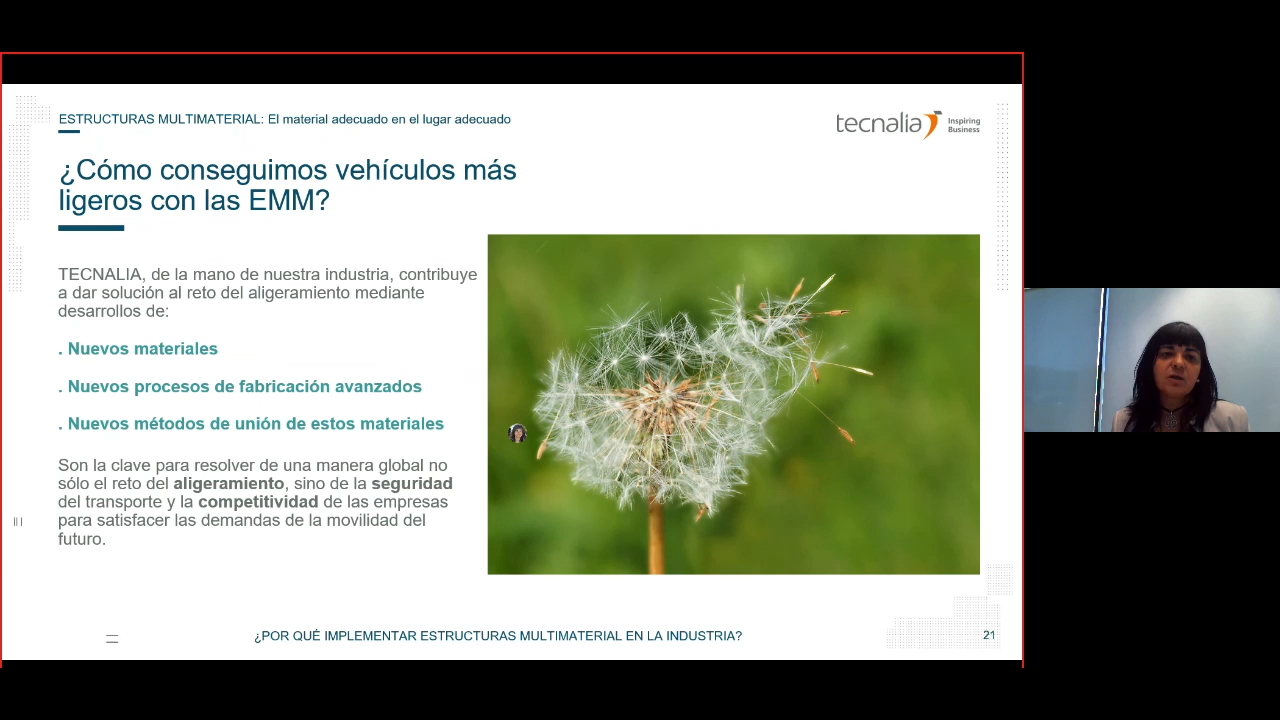 ESTRUCTURAS MULTIMATERIAL: El material adecuado en el lugar adecuado
tecnalia Inspiring
Business
¿Cómo conseguimos vehículos más
ligeros con las EMM?
TECNALIA, de la mano de nuestra industria, contribuye
a dar solución al reto del aligeramiento mediante
desarrollos de:
. Nuevos materiales
. Nuevos procesos de fabricación avanzados
. Nuevos métodos de unión de estos materiales
Son la clave para resolver de una manera global no
sólo el reto del aligeramiento, sino de la seguridad
del transporte y la competitividad de las empresas
para satisfacer las demandas de la movilidad del
futuro.
¿POR QUÉ IMPLEMENTAR ESTRUCTURAS MULTIMATERIAL EN LA INDUSTRIA?
21